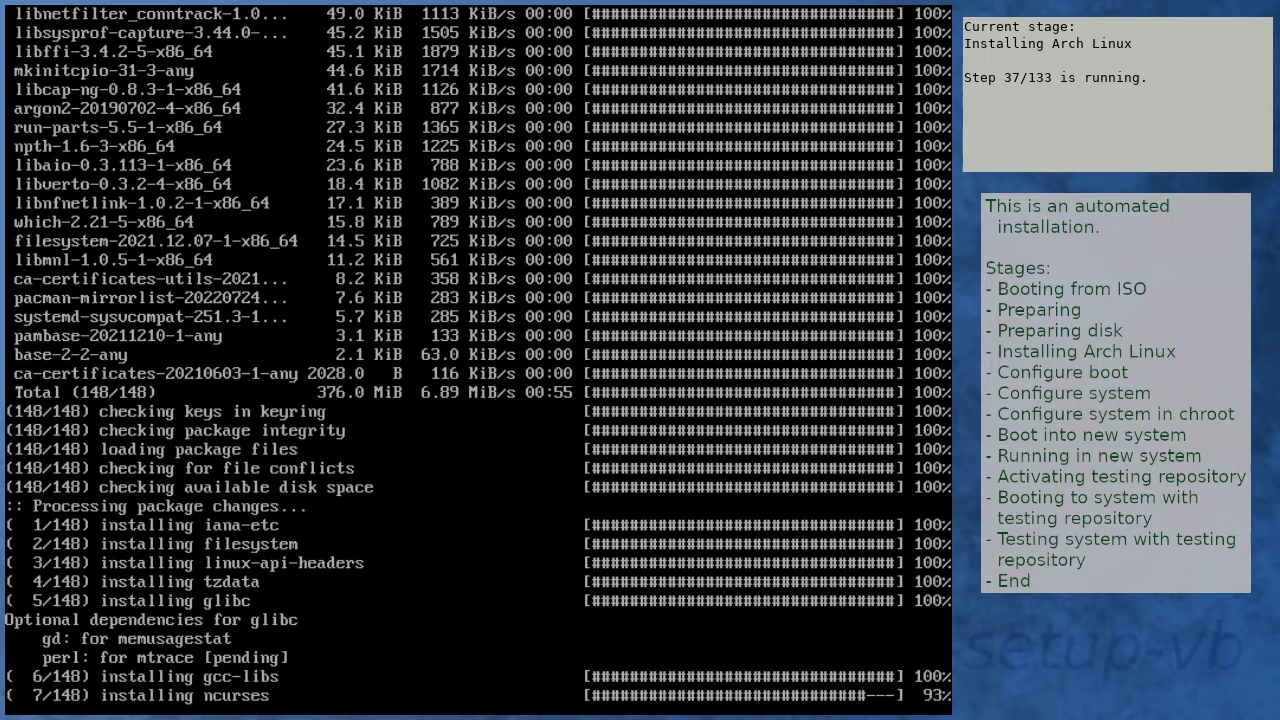 libnetfilter_conntrack-1.0... 49.0 KiB 1113 KiB/s 00:00 [################################] 100%
libsysprof-capture-3.44.0-... 45.2 KiB 1505 KiB/s 00:00 [################################] 100%
libffi-3.4.2-5-x86_64 45.1 KiB 1879 KiB/s 00:00 [################################] 100%
mkinitcpio-31-3-any 44.6 KiB 1714 KiB/s 00:00 [################################] 100%
libcap-ng-0.8.3-1-x86_64 41.6 KiB 1126 KiB/s 00:00 [################################] 100%
argon2-20190702-4-x86_64 32.4 KiB 877 KiB/s 00:00 [################################] 100%
run-parts-5.5-1-x86_64 27.3 KiB 1365 KiB/s 00:00 [################################] 100%
npth-1.6-3-x86_64 24.5 KiB 1225 KiB/s 00:00 [################################] 100%
libaio-0.3.113-1-x86_64 23.6 KiB 788 KiB/s 00:00 [################################] 100%
libverto-0.3.2-4-x86_64 18.4 KiB 1082 KiB/s 00:00 [################################] 100%
libnfnetlink-1.0.2-1-x86_64 17.1 KiB 389 KiB/s 00:00 [################################] 100%
which-2.21-5-x86_64 15.8 KiB 789 KiB/s 00:00 [################################] 100%
filesystem-2021.12.07-1-x86_64 14.5 KiB 725 KiB/s 00:00 [################################] 100%
libmnl-1.0.5-1-x86_64 11.2 KiB 561 KiB/s 00:00 [################################] 100%
ca-certificates-utils-2021... 8.2 KiB 358 KiB/s 00:00 [################################] 100%
pacman-mirrorlist-20220724... 7.6 KiB 283 KiB/s 00:00 [################################] 100%
systemd-sysvcompat-251.3-1... 5.7 KiB 285 KiB/s 00:00 [################################] 100%
pambase-20211210-1-any 3.1 KiB 133 KiB/s 00:00 [################################] 100%
base-2-2-any 2.1 KiB 63.0 KiB/s 00:00 [################################] 100%
ca-certificates-20210603-1-any 2028.0 B 116 KiB/s 00:00 [################################] 100%
Total (148/148) 376.0 MiB 6.89 MiB/s 00:55 [################################] 100%
(148/148) checking keys in keyring [################################] 100%
(148/148) checking package integrity [################################] 100%
(148/148) loading package files [################################] 100%
(148/148) checking for file conflicts [################################] 100%
(148/148) checking available disk space [################################] 100%
:: Processing package changes...
( 1/148) installing iana-etc [################################] 100%
( 2/148) installing filesystem [################################] 100%
( 3/148) installing linux-api-headers [################################] 100%
( 4/148) installing tzdata [################################] 100%
( 5/148) installing glibc [################################] 100%
Optional dependencies for glibc
gd: for memusagestat
perl: for mtrace [pending]
( 6/148) installing gcc-libs [################################] 100%
( 7/148) installing ncurses [#############################---] 93%
Current stage:
Installing Arch Linux
Step 37/133 is running.
This is an automated
installation.
Stages:
- Booting from ISO
- Preparing
- Preparing disk
- Installing Arch Linux
- Configure boot
- Configure system
- Configure system in chroot
- Boot into new system
- Running in new system
- Activating testing repository
- Booting to system with
testing repository
- Testing system with testing
repository
- End
setup-vb